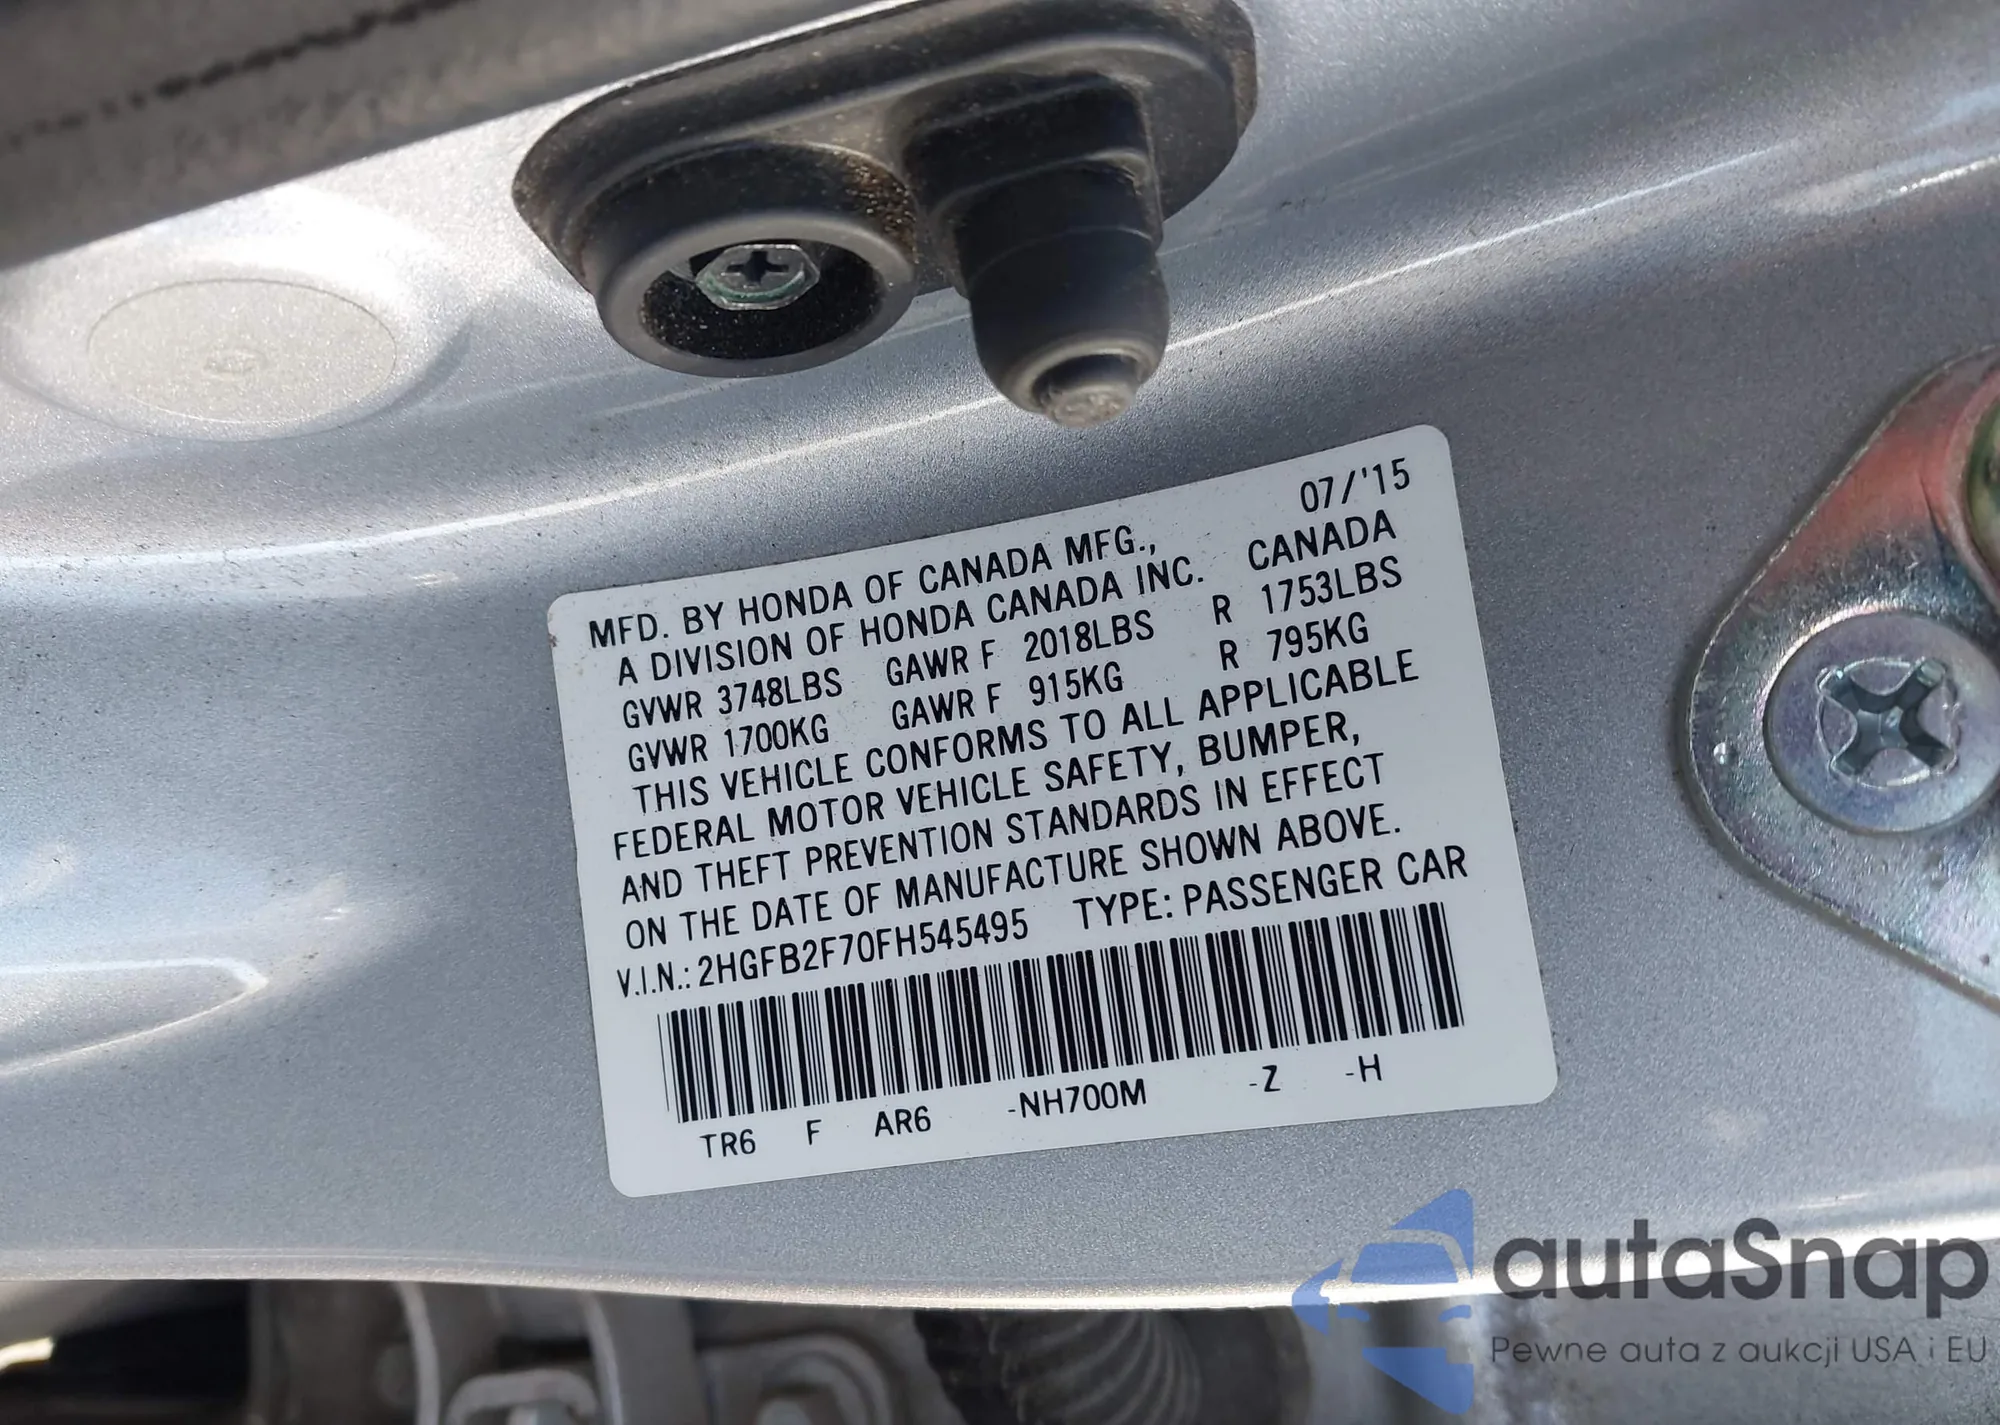 07/'15
MFD. BY HONDA OF CANADA MFG.,
A DIVISION OF HONDA CANADA INC. CANADA
GVWR 3748LBS GAWR F 2018LBS R 1753LBS
GVWR 1700KG GAWR F 915KG R 795KG
THIS VEHICLE CONFORMS TO ALL APPLICABLE
FEDERAL MOTOR VEHICLE SAFETY, BUMPER,
AND THEFT PREVENTION STANDARDS IN EFFECT
ON THE DATE OF MANUFACTURE SHOWN ABOVE.
V.I.N.: 2HGFB2F70FH545495 TYPE: PASSENGER CAR
TR6 F AR6 -NH700M -Z -H
autaSnap
Pewne auta z aukcji USA i EU